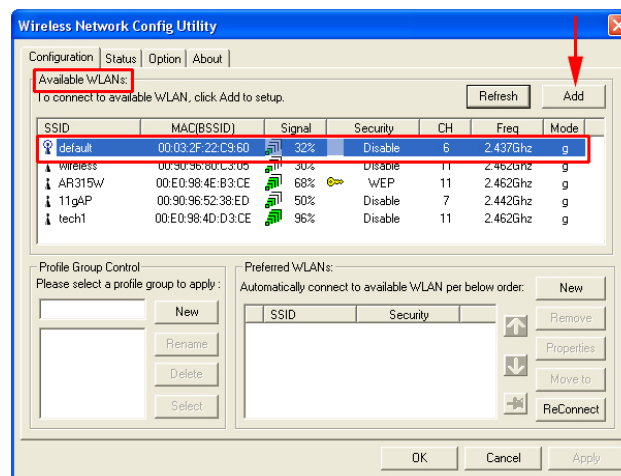 Wireless Network Config Utility
Configuration Status Option About
Available WLANs:
To connect to available WLAN, click Add to setup.
Refresh Add
SSID MAC(BSSID) Signal Security CH Freq Mode
default 00:03:2F:22:C9:60 32% Disable 6 2.437Ghz g
wireless 00:90:96:80:C3:05 30% Disable 11 2.462Ghz g
AR315W 00:E0:98:4E:B3:CE 68% WEP 11 2.462Ghz g
11gAP 00:90:96:52:38:ED 50% Disable 7 2.442Ghz g
tech1 00:E0:98:4D:D3:CE 96% Disable 11 2.462Ghz g
Profile Group Control
Please select a profile group to apply :
New
Rename
Delete
Select
Preferred WLANs:
Automatically connect to available WLAN per below order:
SSID Security
New
Remove
Properties
Move to
ReConnect
OK Cancel Apply